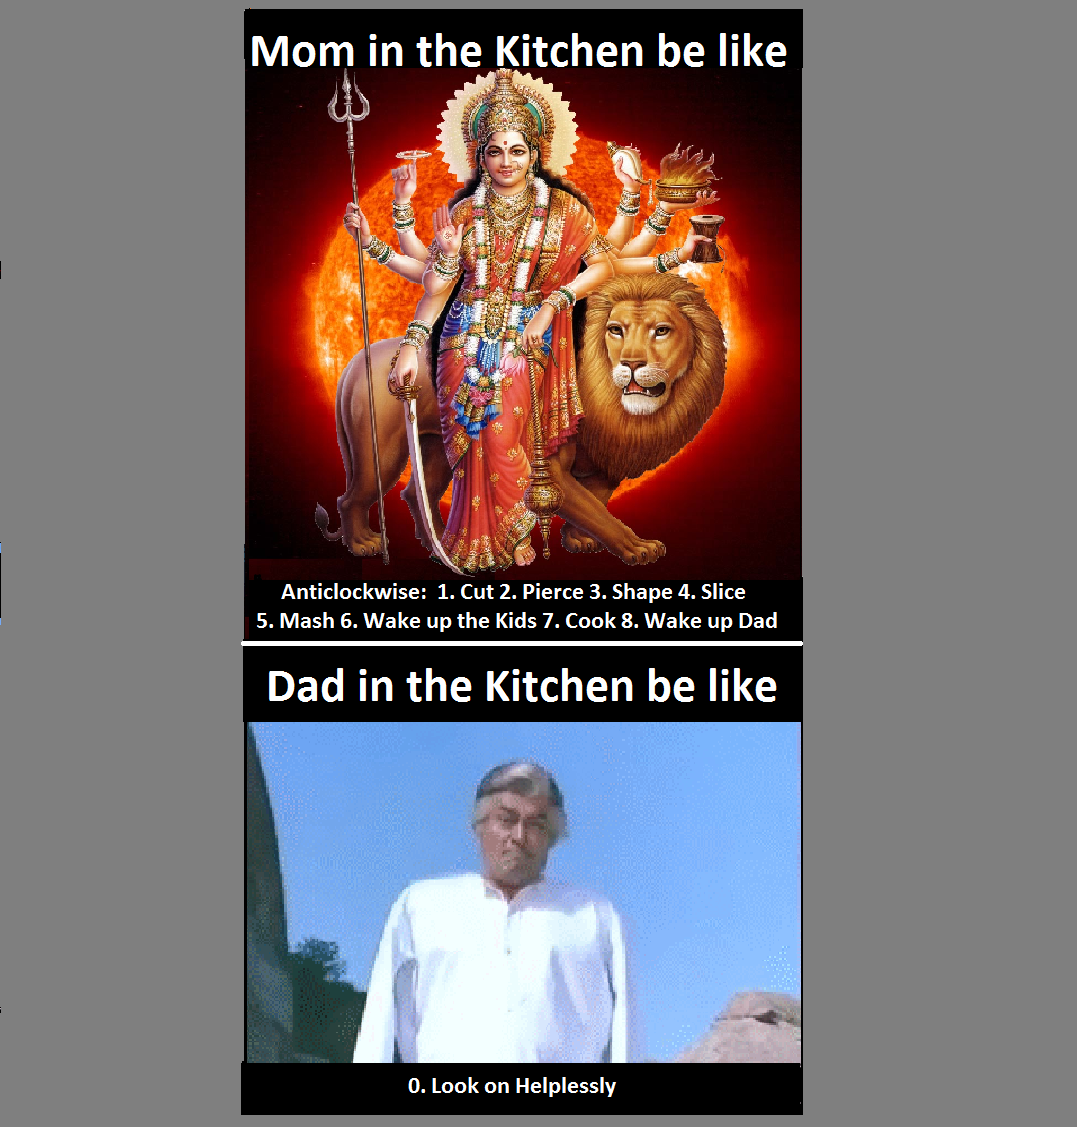 Mom in the Kitchen be like
Anticlockwise:  1. Cut 2. Pierce 3. Shape 4. Slice
5. Mash 6. Wake up the Kids 7. Cook 8. Wake up Dad
Dad in the Kitchen be like
0. Look on Helplessly